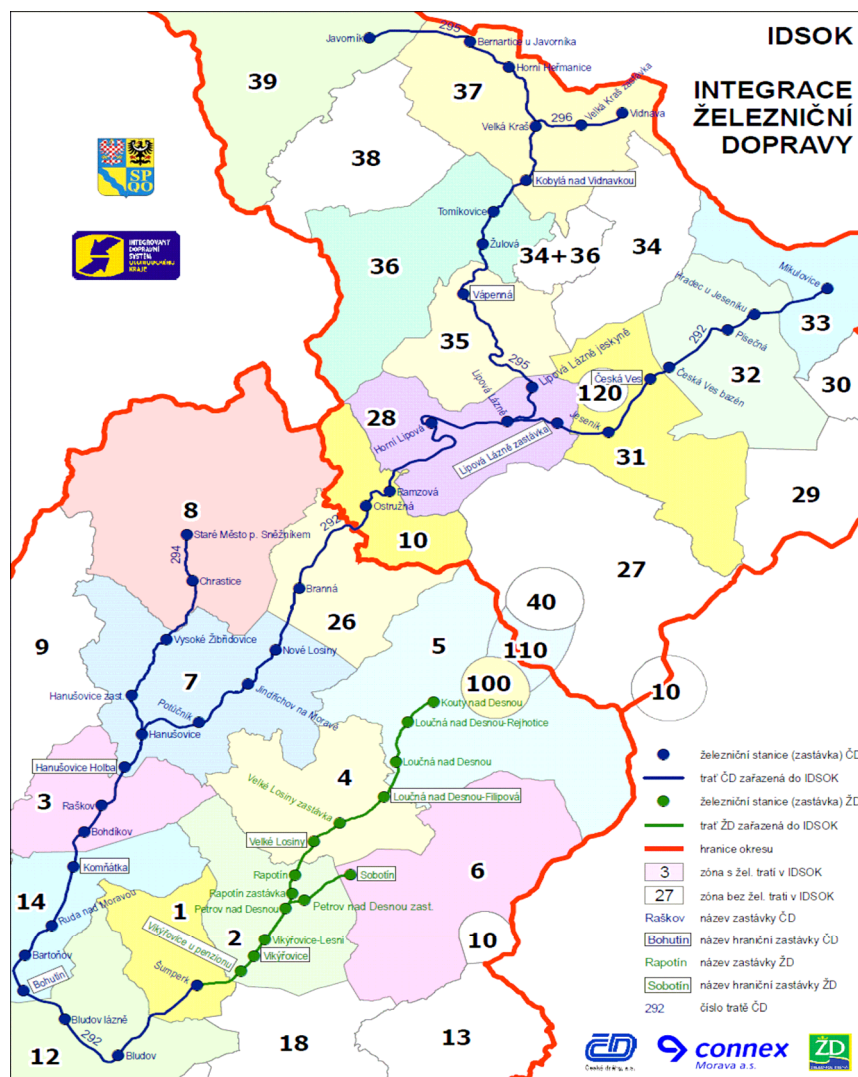 IDSOK
INTEGRACE
ŽELEZNIČNÍ
DOPRAVY
295
Javorník
Bernartice u Javorníka
39
37
Horní Heřmanice
Velká Kraš zastávka
296
Vidnava
Velká Kraš
38
SP
OO
Kobylá nad Vidnavkou
Tomíkovice
INTEGROVANÝ
DOPRAVNÍ
SYSTÉM
OLOMOUCKÉHO
KRAJE
Žulová
36
34+36
34
Mikulovice
Hradec u Jeseníku
Vápenná
33
292
Písečná
35
295
Lipová Lázně jeskyně
32
30
Česká Ves
Česká Ves bazén
120
Lipová Lázně
28
Horní Lipová
Lipová Lázně zastávka
Jeseník
31
29
Ramzová
Ostružná
8
292
10
Staré Město p. Sněžníkem
294
27
Chrastice
Branná
40
26
Vysoké Žibřidovice
9
5
110
Nové Losiny
7
100
10
Jindřichov na Moravě
Hanušovice zast.
Potůčník
Kouty nad Desnou
Loučná nad Desnou-Rejhotice
Hanušovice
železniční stanice (zastávka) ČD
Hanušovice Holba
Loučná nad Desnou
4
trať ČD zařazená do IDSOK
3
Velké Losiny zastávka
Loučná nad Desnou-Filipová
železniční stanice (zastávka) ŽD
Raškov
trať ŽD zařazená do IDSOK
Bohdíkov
Velké Losiny
hranice okresu
Komňátka
Rapotín
Sobotín
6
3
zóna s žel. tratí v IDSOK
14
Rapotín zastávka
27
zóna bez žel. trati v IDSOK
1
Petrov nad Desnou
Petrov nad Desnou zast.
Ruda nad Moravou
Raškov
název zastávky ČD
Vikýřovice u penzionu
2
Vikýřovice-Lesní
10
Bohutín
název hraniční zastávky ČD
Bartoňov
Vikýřovice
Rapotín
název zastávky ŽD
Bohutín
Šumperk
Sobotín
název hraniční zastávky ŽD
292
číslo tratě ČD
Bludov lázně
292
Bludov
12
18
13
ČD
České dráhy, a.s.
connex
Morava a.s.
ŽD